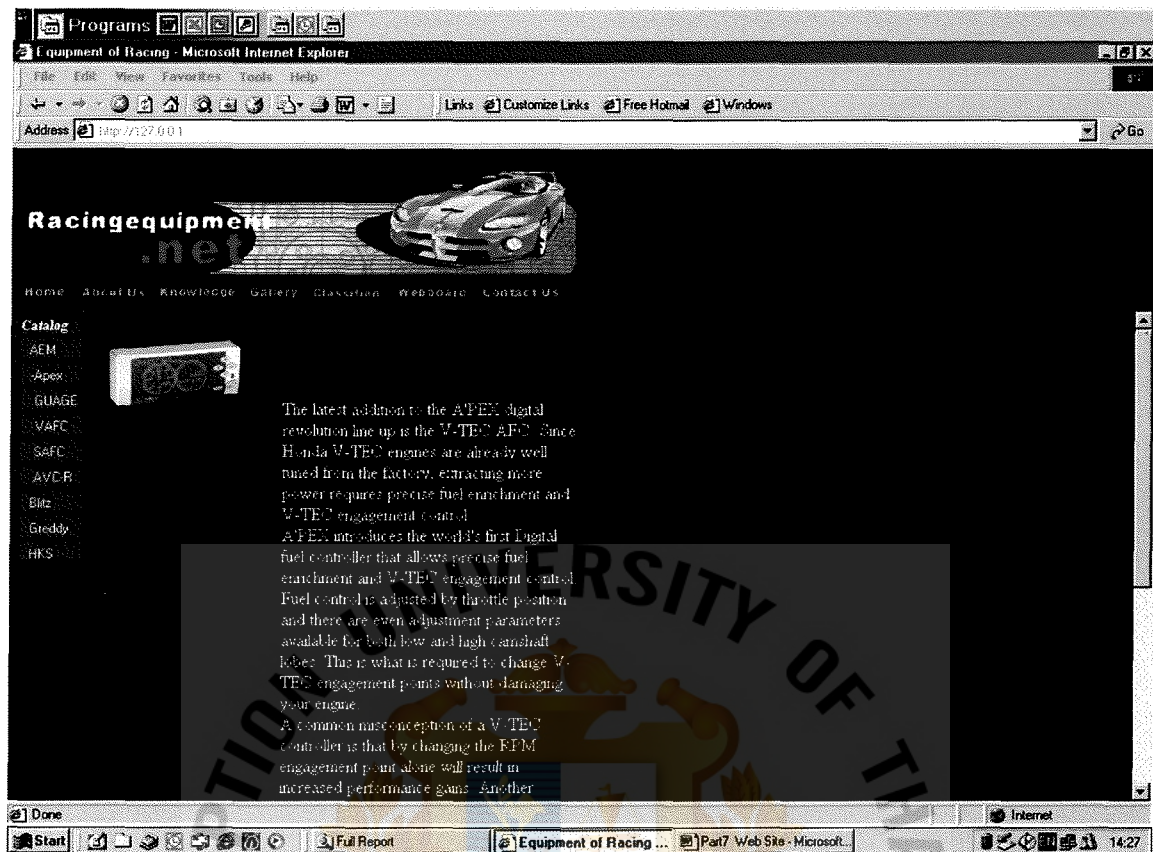 Programs
Equipment of Racing - Microsoft Internet Explorer
File Edit View Favorites Tools Help
Links Customize Links Free Hotmail Windows
Address http://127.0.0.1 Go
Racingequipment
.net
Home About Us Knowledge Gallery Classified Webboard Contact Us
Catalog
AEM
Apex
GUAGE
VAFC
SAFC
AVC-R
Blitz
Greddy
HKS
The latest addition to the A'PEX digital
revolution line up is the V-TEC AFC. Since
Honda V-TEC engines are already well
tuned from the factory, extracting more
power requires precise fuel enrichment and
V-TEC engagement control.
A'PEX introduces the world's first Digital
fuel controller that allows precise fuel
enrichment and V-TEC engagement control.
Fuel control is adjusted by throttle position
and there are even adjustment parameters
available for both low and high camshaft
lobes. This is what is required to change V-
TEC engagement points without damaging
your engine.
A common misconception of a V-TEC
controller is that by changing the RPM
engagement point alone will result in
increased performance gains. Another
Done Internet
Start Full Report Equipment of Racing ... Part7 Web Site - Microsoft... 14:27